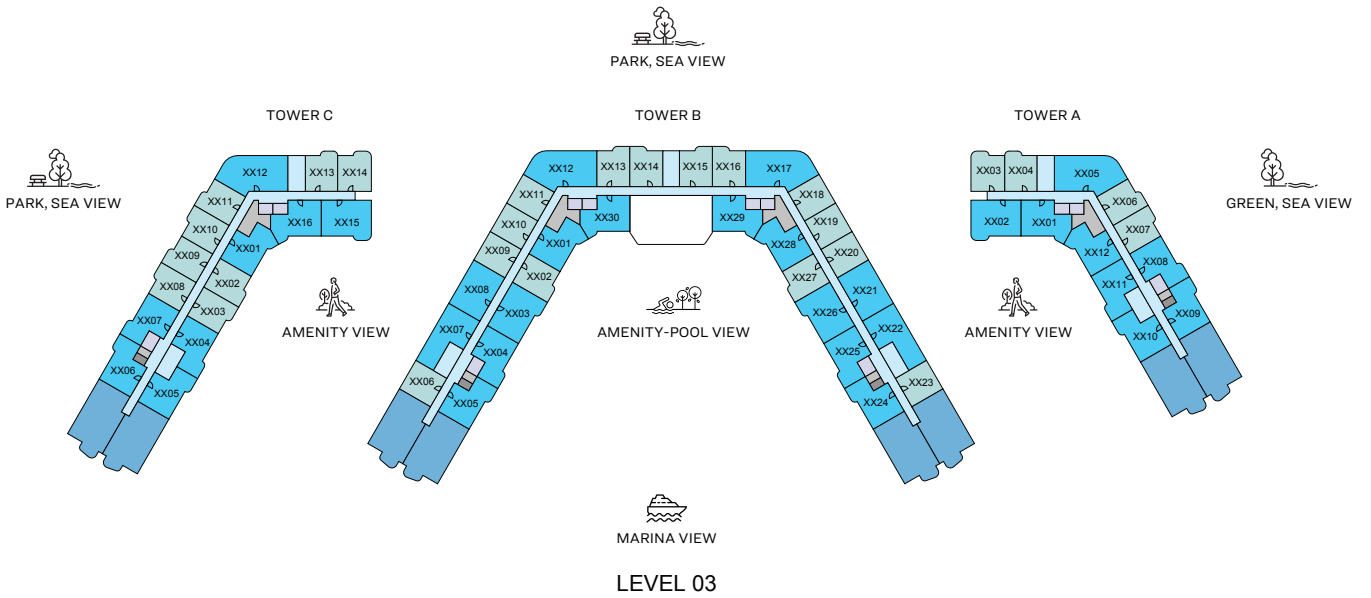 PARK, SEA VIEW
TOWER C
TOWER B
TOWER A
PARK, SEA VIEW
GREEN, SEA VIEW
XX12
XX13
XX14
XX11
XX10
XX09
XX08
XX07
XX06
XX16
XX15
XX01
XX02
XX03
XX04
XX05
XX12
XX13
XX14
XX15
XX16
XX17
XX11
XX10
XX09
XX08
XX07
XX06
XX30
XX01
XX02
XX03
XX04
XX05
XX29
XX28
XX27
XX26
XX25
XX24
XX18
XX19
XX20
XX21
XX22
XX23
XX03
XX04
XX05
XX02
XX01
XX06
XX07
XX08
XX09
XX12
XX11
XX10
AMENITY VIEW
AMENITY-POOL VIEW
AMENITY VIEW
MARINA VIEW
LEVEL 03